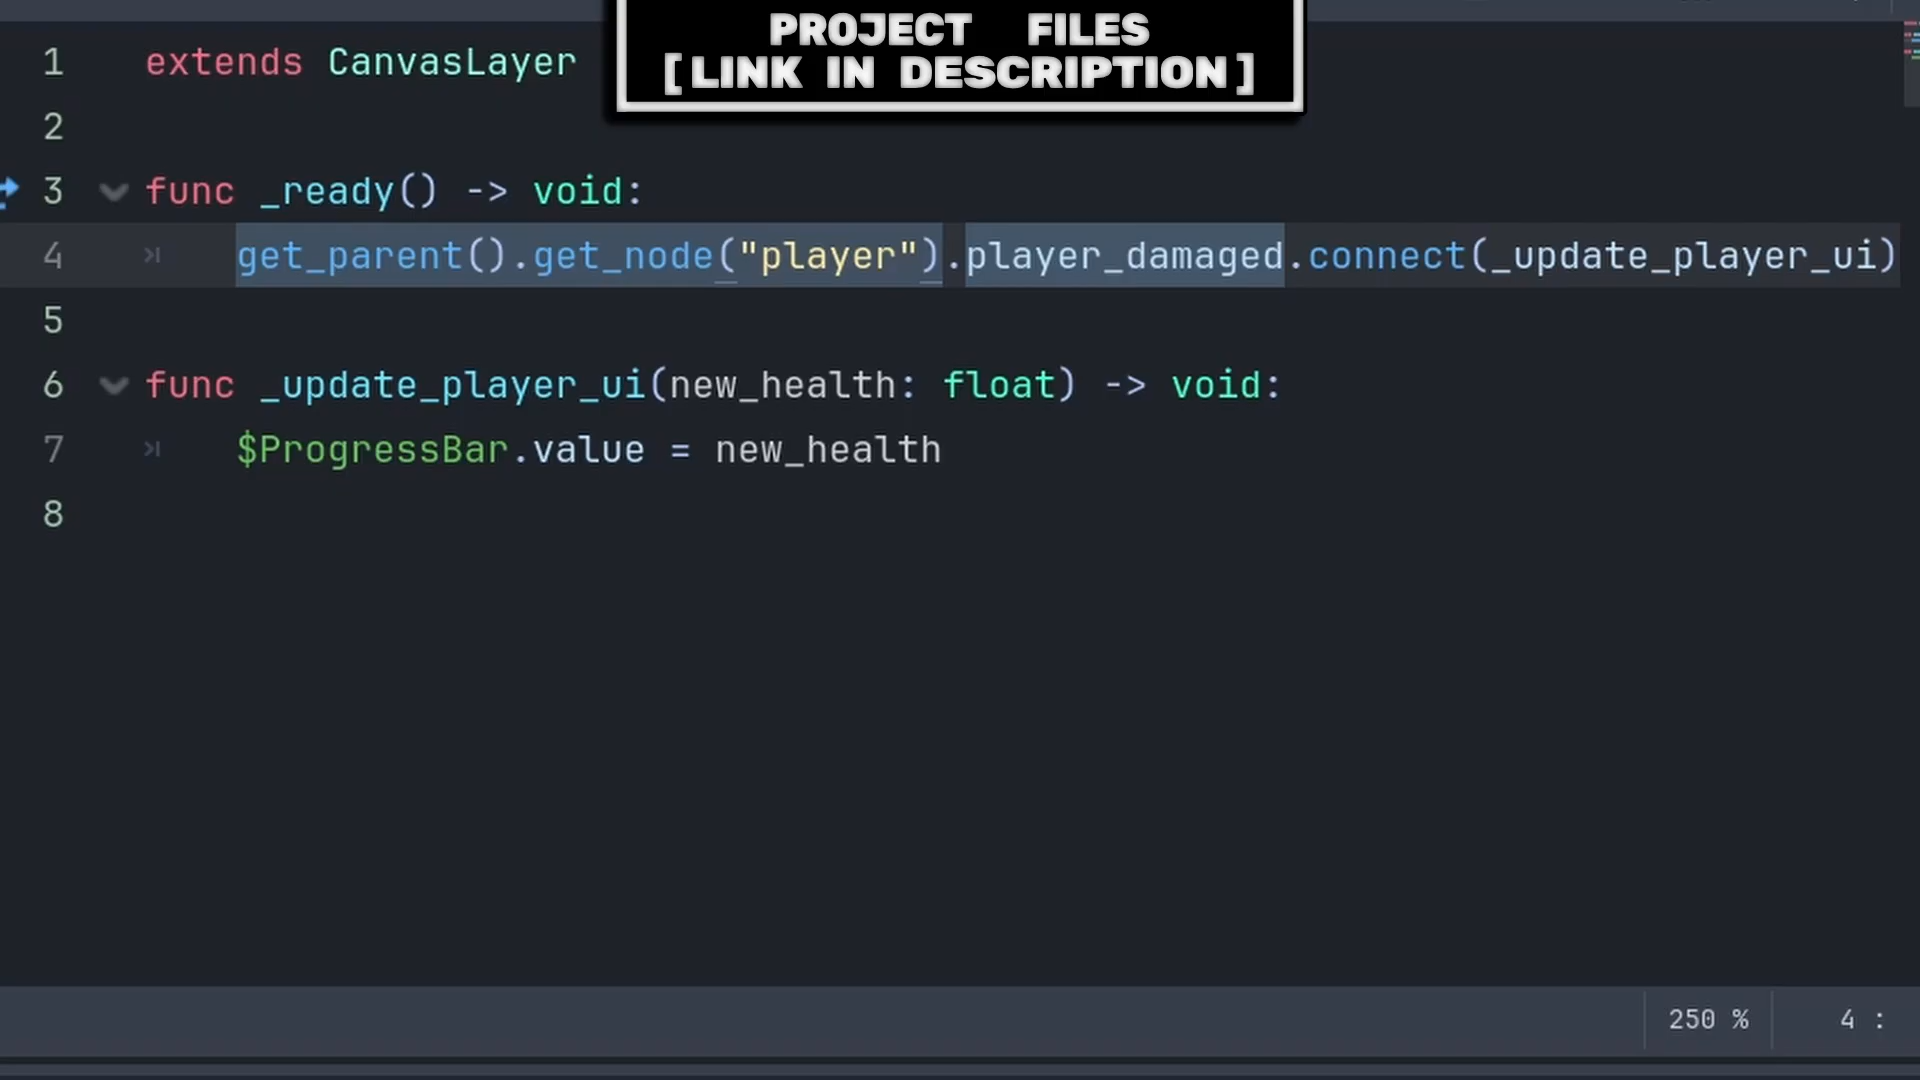 PROJECT FILES
[LINK IN DESCRIPTION]
1 extends CanvasLayer
2
3 func _ready() -> void:
4 get_parent().get_node("player").player_damaged.connect(_update_player_ui)
5
6 func _update_player_ui(new_health: float) -> void:
7 $ProgressBar.value = new_health
8
250 % 4 :